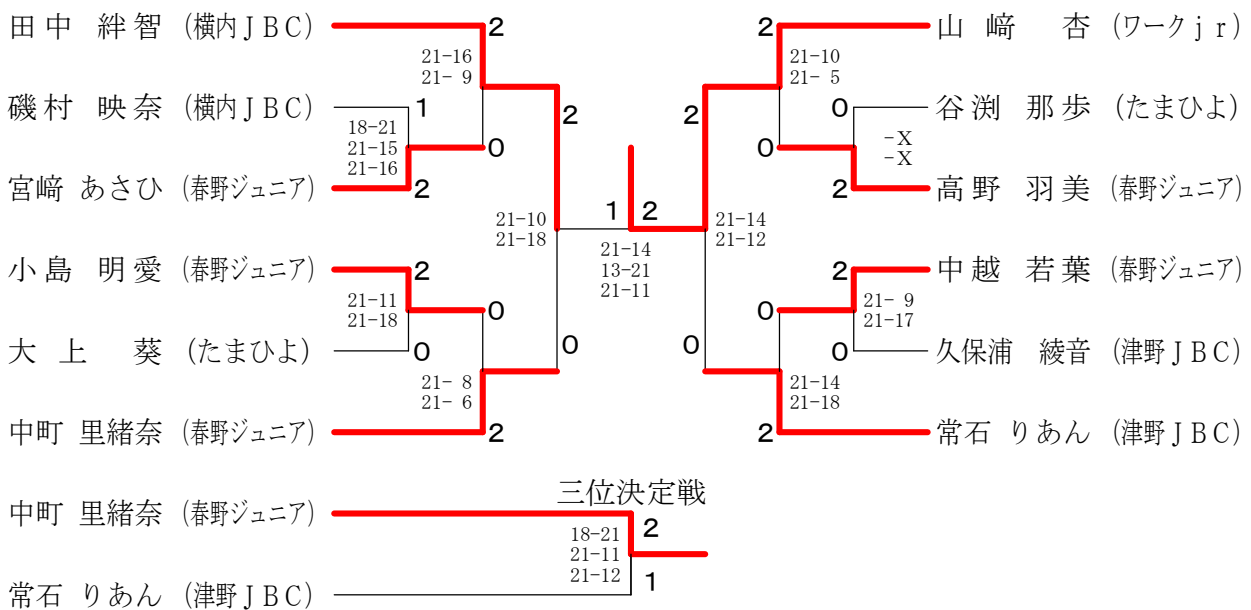 田中 絆智 (横内JBC)
2
21-16
21- 9
磯村 映奈 (横内JBC)
1
18-21
21-15
21-16
0
2
宮﨑 あさひ (春野ジュニア)
2
21-10
21-18
小島 明愛 (春野ジュニア)
2
21-11
21-18
0
大上 葵 (たまひよ)
0
0
21- 8
21- 6
中町 里緒奈 (春野ジュニア)
2
1 2
21-14
13-21
21-11
2
山﨑 杏 (ワークjr)
21-10
21- 5
2
0
谷渕 那歩 (たまひよ)
-X
-X
0
2
高野 羽美 (春野ジュニア)
21-14
21-12
中越 若葉 (春野ジュニア)
2
0
21- 9
21-17
0
0
久保浦 綾音 (津野JBC)
21-14
21-18
2
常石 りあん (津野JBC)
三位決定戦
中町 里緒奈 (春野ジュニア)
2
18-21
21-11
21-12
1
常石 りあん (津野JBC)